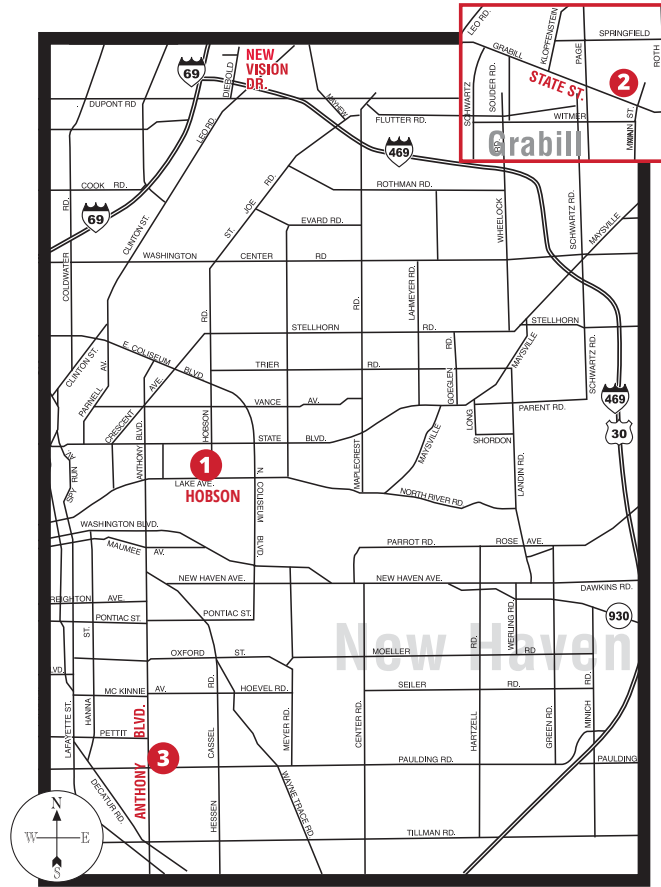 LEO RD.
GRABILL
KLOPFENSTEIN
PAGE
SPRINGFIELD
ROTH
SCHWARTZ
SOUDER RD.
STATE ST.
2
WITMER
ST.
RD.
Grabill
69
DIEBOLD
NEW
VISION
DR.
DUPONT RD
LEO RD.
MAYHEW
FLUTTER RD.
469
COOK RD.
RD.
69
CLINTON ST.
ST. JOE RD.
ROTHMAN RD.
EVARD RD.
WHEELOCK
SCHWARTZ RD.
MAYSVILLE
WASHINGTON CENTER RD
COLDWATER
RD.
RD.
LAHMEYER RD.
STELLHORN RD.
STELLHORN
E. COLISEUM BLVD
CLINTON ST.
AV.
PARNELL
CRESCENT AVE.
TRIER RD.
GOEGLEN RD.
MAYSVILLE
SCHWARTZ RD.
469
30
VANCE AV.
HOBSON
ANTHONY BLVD.
STATE BLVD.
MAPLECREST
MAYSVILLE
LONG
PARENT RD.
SHORDON
SPY RUN AV.
1
LAKE AVE.
HOBSON
N. COLISEUM BLVD.
NORTH RIVER RD
LANDIN RD.
WASHINGTON BLVD.
MAUMEE AV.
PARROT RD.
ROSE AVE.
NEW HAVEN AVE.
NEW HAVEN AVE.
DAWKINS RD.
REIGHTON AVE.
PONTIAC ST.
PONTIAC ST.
930
WERLING RD.
New Haven
OXFORD ST.
MOELLER RD
LVD.
ST.
HANNA
LAFAYETTE ST.
MC KINNIE AV.
HOEVEL RD.
SEILER RD.
RD.
CASSEL
MEYER RD.
CENTER RD.
HARTZELL
RD.
GREEN RD.
MINICH
RD.
PETTIT
ANTHONY BLVD.
3
PAULDING RD.
PAULDING
DECATUR RD.
HESSEN
WAYNE TRACE RD.
TILLMAN RD.
N
W
E
S